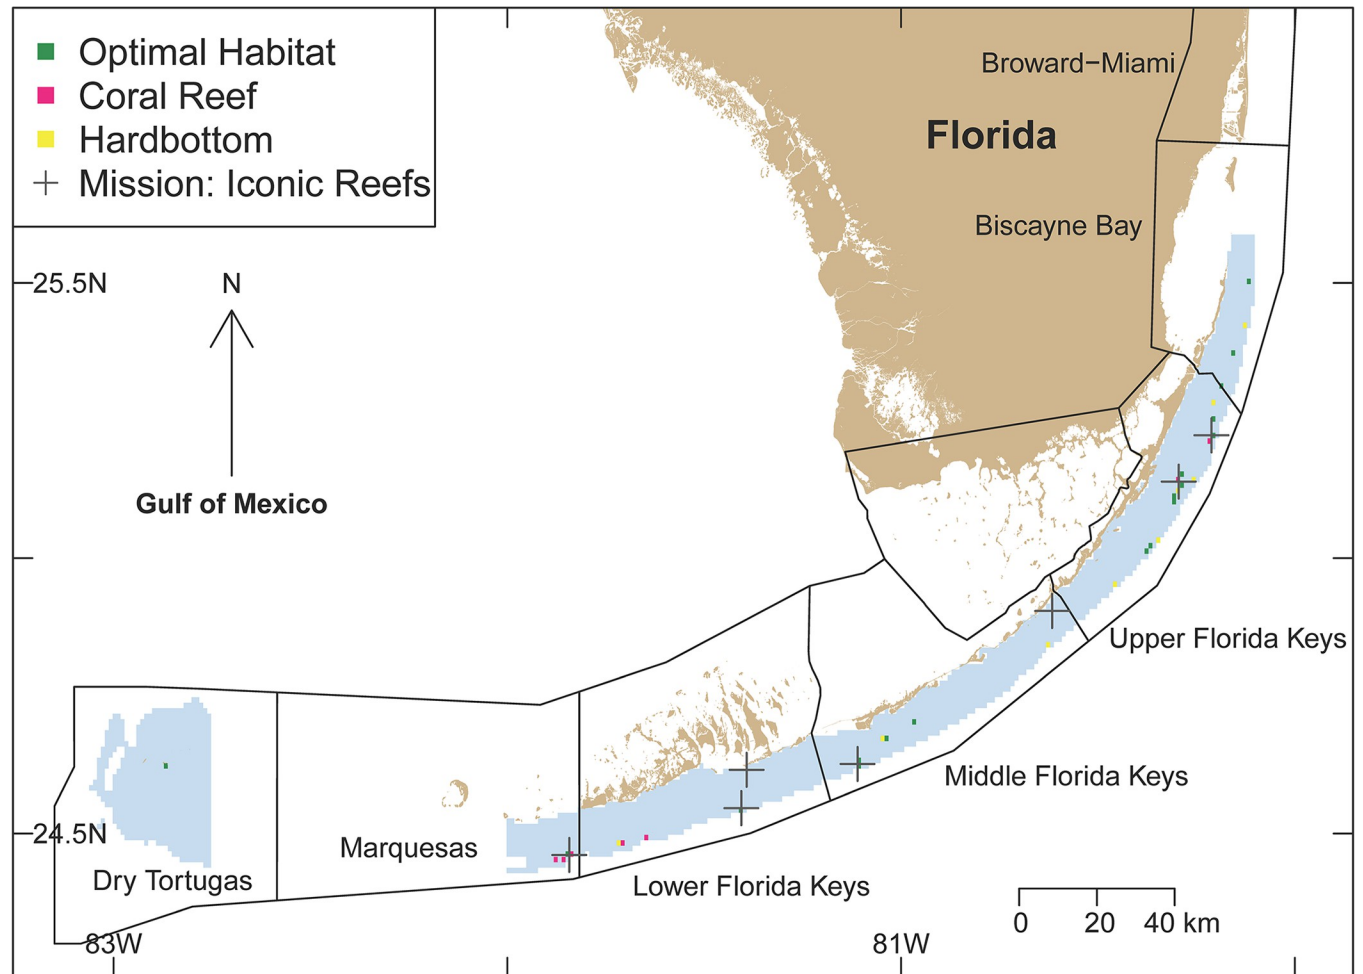 Optimal Habitat
Coral Reef
Hardbottom
Mission: Iconic Reefs
Broward−Miami
Florida
Biscayne Bay
25.5N
N
Gulf of Mexico
Upper Florida Keys
Middle Florida Keys
24.5N
Marquesas
Dry Tortugas
Lower Florida Keys
0 20 40 km
83W
81W